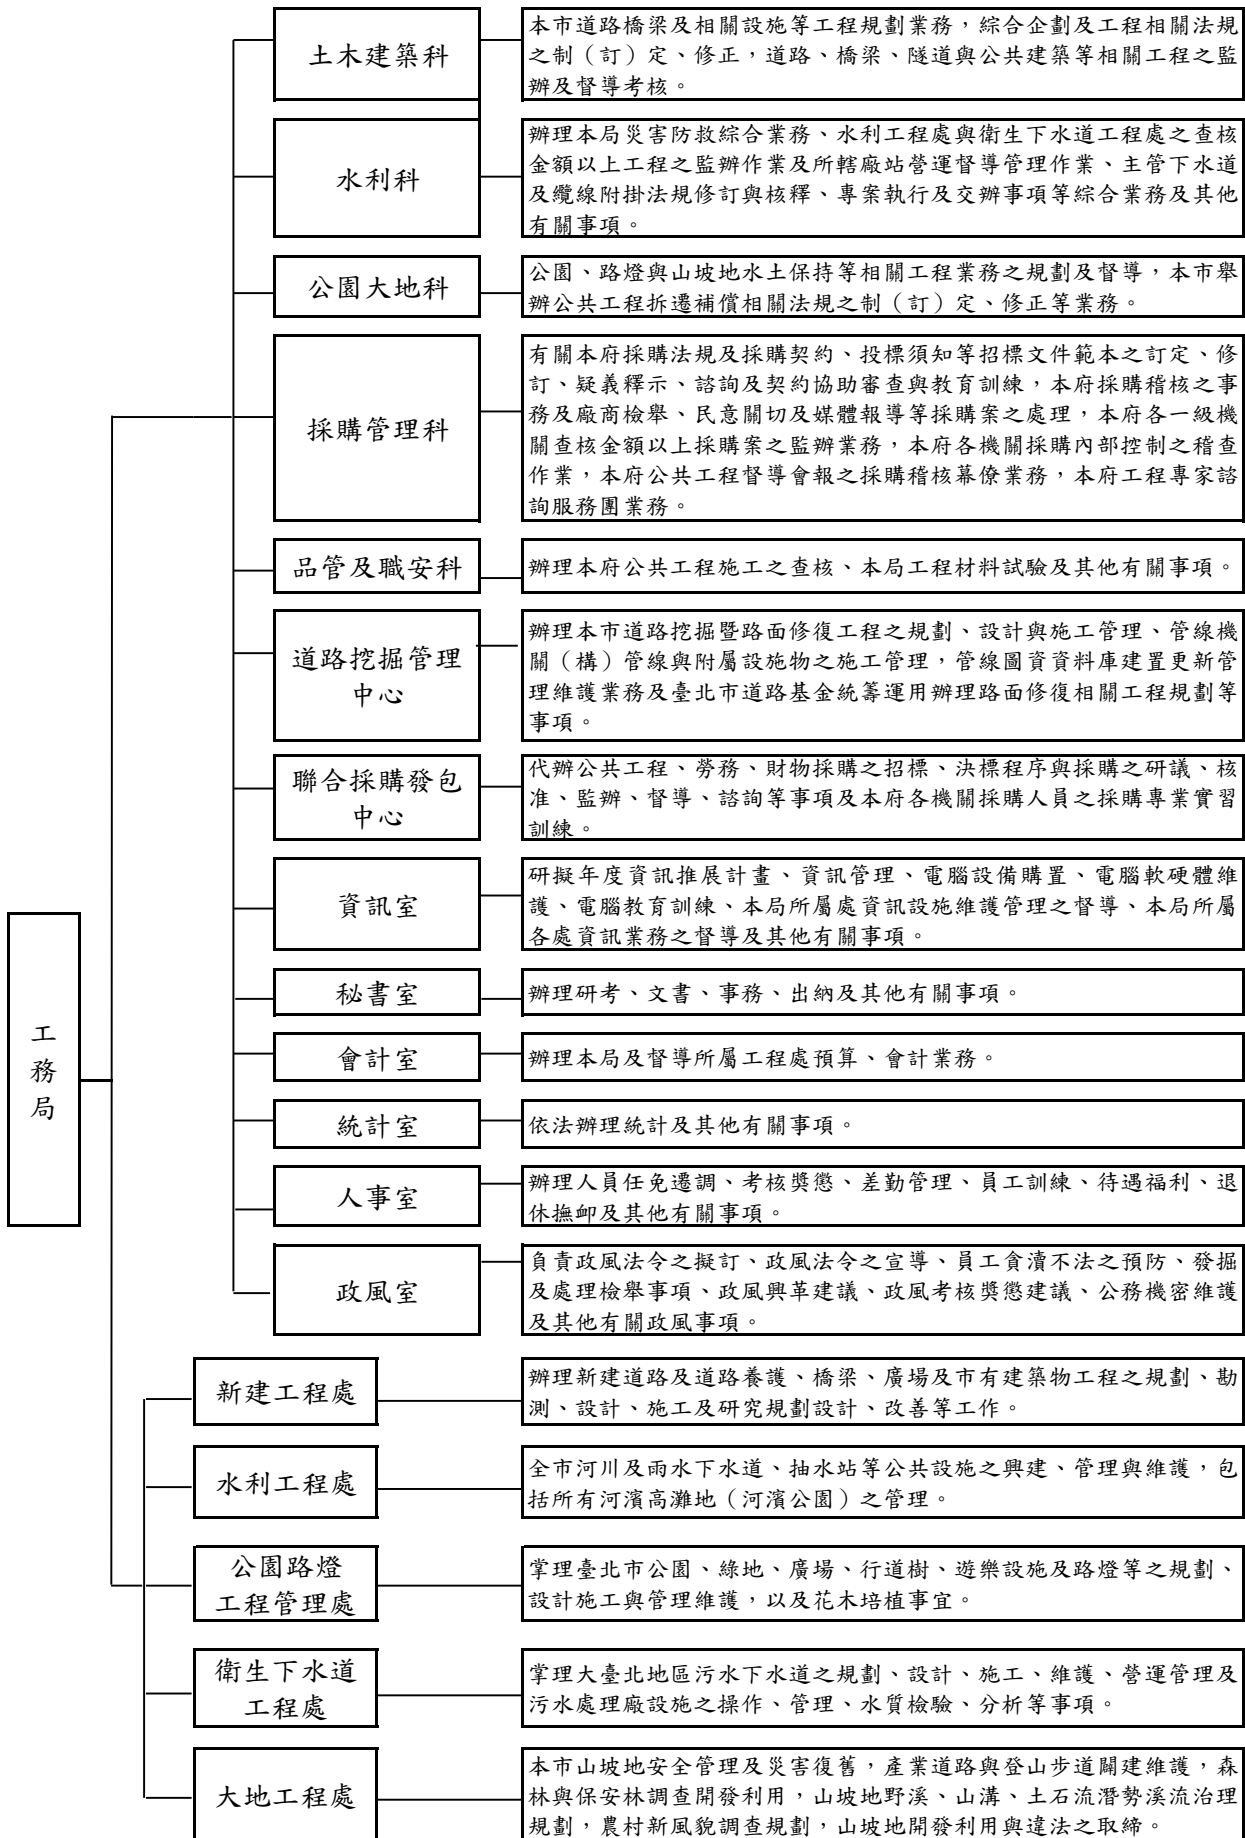 工務局
土木建築科
本市道路橋梁及相關設施等工程規劃業務，綜合企劃及工程相關法規
之制（訂）定、修正，道路、橋梁、隧道與公共建築等相關工程之監
辦及督導考核。
水利科
辦理本局災害防救綜合業務、水利工程處與衛生下水道工程處之查核
金額以上工程之監辦作業及所轄廠站營運督導管理作業、主管下水道
及纜線附掛法規修訂與核釋、專案執行及交辦事項等綜合業務及其他
有關事項。
公園大地科
公園、路燈與山坡地水土保持等相關工程業務之規劃及督導，本市舉
辦公共工程拆遷補償相關法規之制（訂）定、修正等業務。
採購管理科
有關本府採購法規及採購契約、投標須知等招標文件範本之訂定、修
訂、疑義釋示、諮詢及契約協助審查與教育訓練，本府採購稽核之事
務及廠商檢舉、民意關切及媒體報導等採購案之處理，本府各一級機
關查核金額以上採購案之監辦業務，本府各機關採購內部控制之稽查
作業，本府公共工程督導會報之採購稽核幕僚業務，本府工程專家諮
詢服務團業務。
品管及職安科
辦理本府公共工程施工之查核、本局工程材料試驗及其他有關事項。
道路挖掘管理
中心
辦理本市道路挖掘暨路面修復工程之規劃、設計與施工管理、管線機
關（構）管線與附屬設施物之施工管理，管線圖資資料庫建置更新管
理維護業務及臺北市道路基金統籌運用辦理路面修復相關工程規劃等
事項。
聯合採購發包
中心
代辦公共工程、勞務、財物採購之招標、決標程序與採購之研議、核
准、監辦、督導、諮詢等事項及本府各機關採購人員之採購專業實習
訓練。
資訊室
研擬年度資訊推展計畫、資訊管理、電腦設備購置、電腦軟硬體維
護、電腦教育訓練、本局所屬處資訊設施維護管理之督導、本局所屬
各處資訊業務之督導及其他有關事項。
秘書室
辦理研考、文書、事務、出納及其他有關事項。
會計室
辦理本局及督導所屬工程處預算、會計業務。
統計室
依法辦理統計及其他有關事項。
人事室
辦理人員任免遷調、考核獎懲、差勤管理、員工訓練、待遇福利、退
休撫卹及其他有關事項。
政風室
負責政風法令之擬訂、政風法令之宣導、員工貪瀆不法之預防、發掘
及處理檢舉事項、政風興革建議、政風考核獎懲建議、公務機密維護
及其他有關政風事項。
新建工程處
辦理新建道路及道路養護、橋梁、廣場及市有建築物工程之規劃、勘
測、設計、施工及研究規劃設計、改善等工作。
水利工程處
全市河川及雨水下水道、抽水站等公共設施之興建、管理與維護，包
括所有河濱高灘地（河濱公園）之管理。
公園路燈
工程管理處
掌理臺北市公園、綠地、廣場、行道樹、遊樂設施及路燈等之規劃、
設計施工與管理維護，以及花木培植事宜。
衛生下水道
工程處
掌理大臺北地區污水下水道之規劃、設計、施工、維護、營運管理及
污水處理廠設施之操作、管理、水質檢驗、分析等事項。
大地工程處
本市山坡地安全管理及災害復舊，產業道路與登山步道闢建維護，森
林與保安林調查開發利用，山坡地野溪、山溝、土石流潛勢溪流治理
規劃，農村新風貌調查規劃，山坡地開發利用與違法之取締。